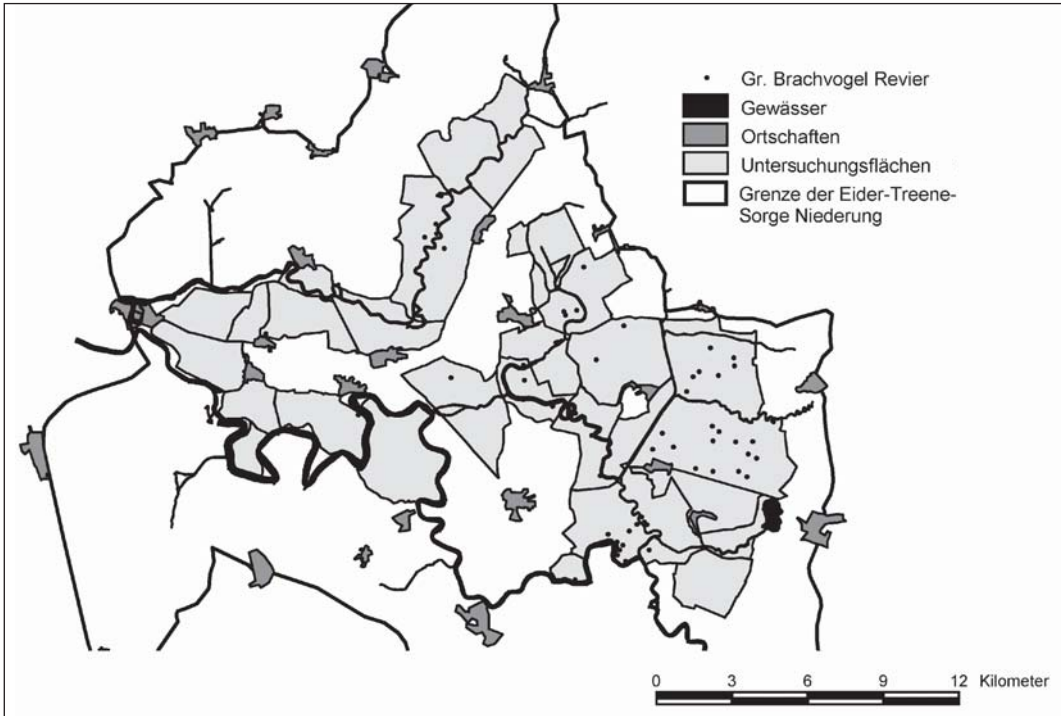 Gr. Brachvogel Revier
Gewässer
Ortschaften
Untersuchungsflächen
Grenze der Eider-Treene-
Sorge Niederung
0 3 6 9 12 Kilometer